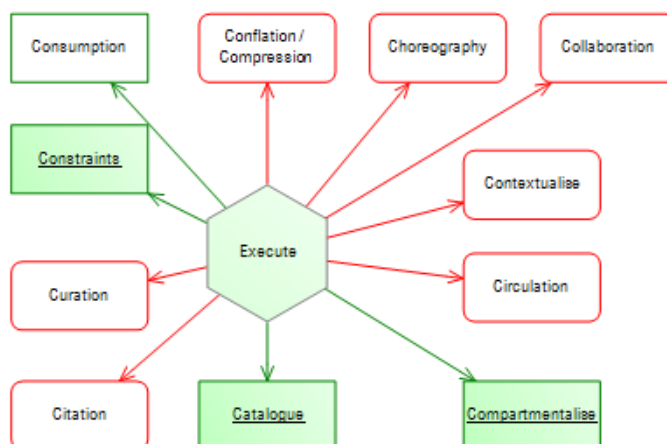 Consumption
Conflation /
Compression
Choreography
Collaboration
Constraints
Contextualise
Execute
Curation
Circulation
Citation
Catalogue
Compartmentalise